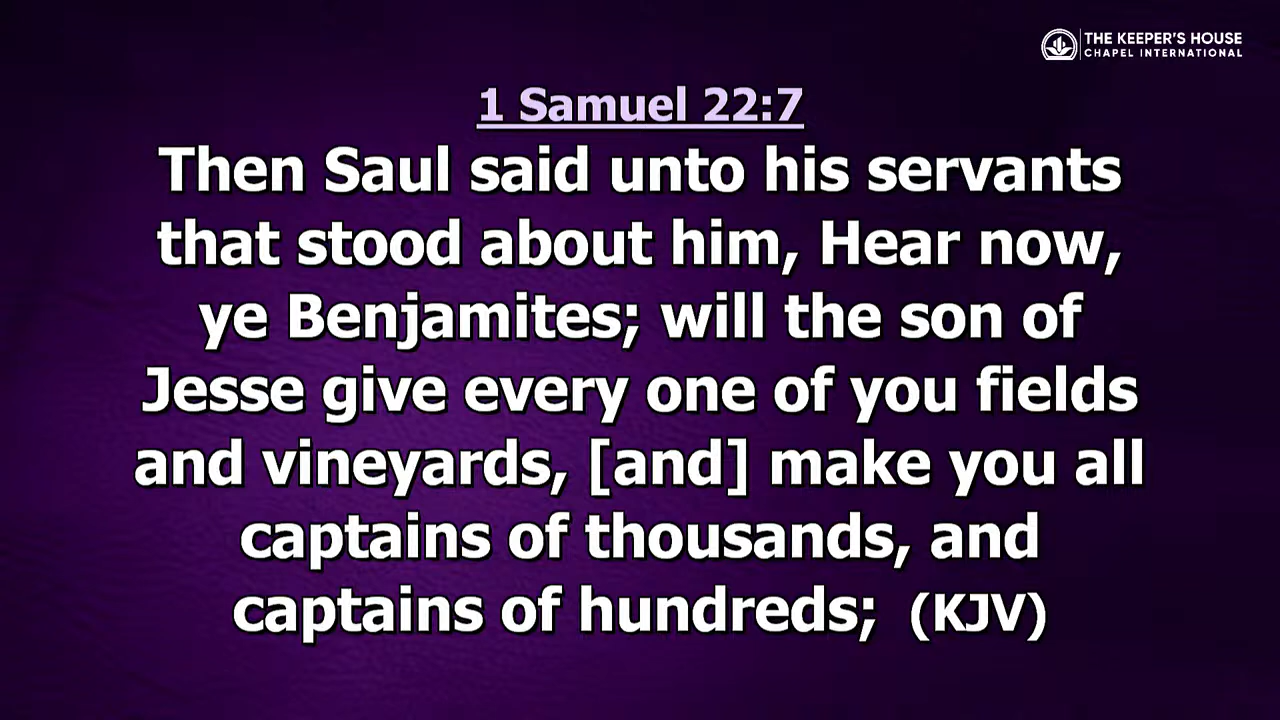 THE KEEPER'S HOUSE
CHAPEL INTERNATIONAL
1 Samuel 22:7
Then Saul said unto his servants
that stood about him, Hear now,
ye Benjamites; will the son of
Jesse give every one of you fields
and vineyards, [and] make you all
captains of thousands, and
captains of hundreds; (KJV)